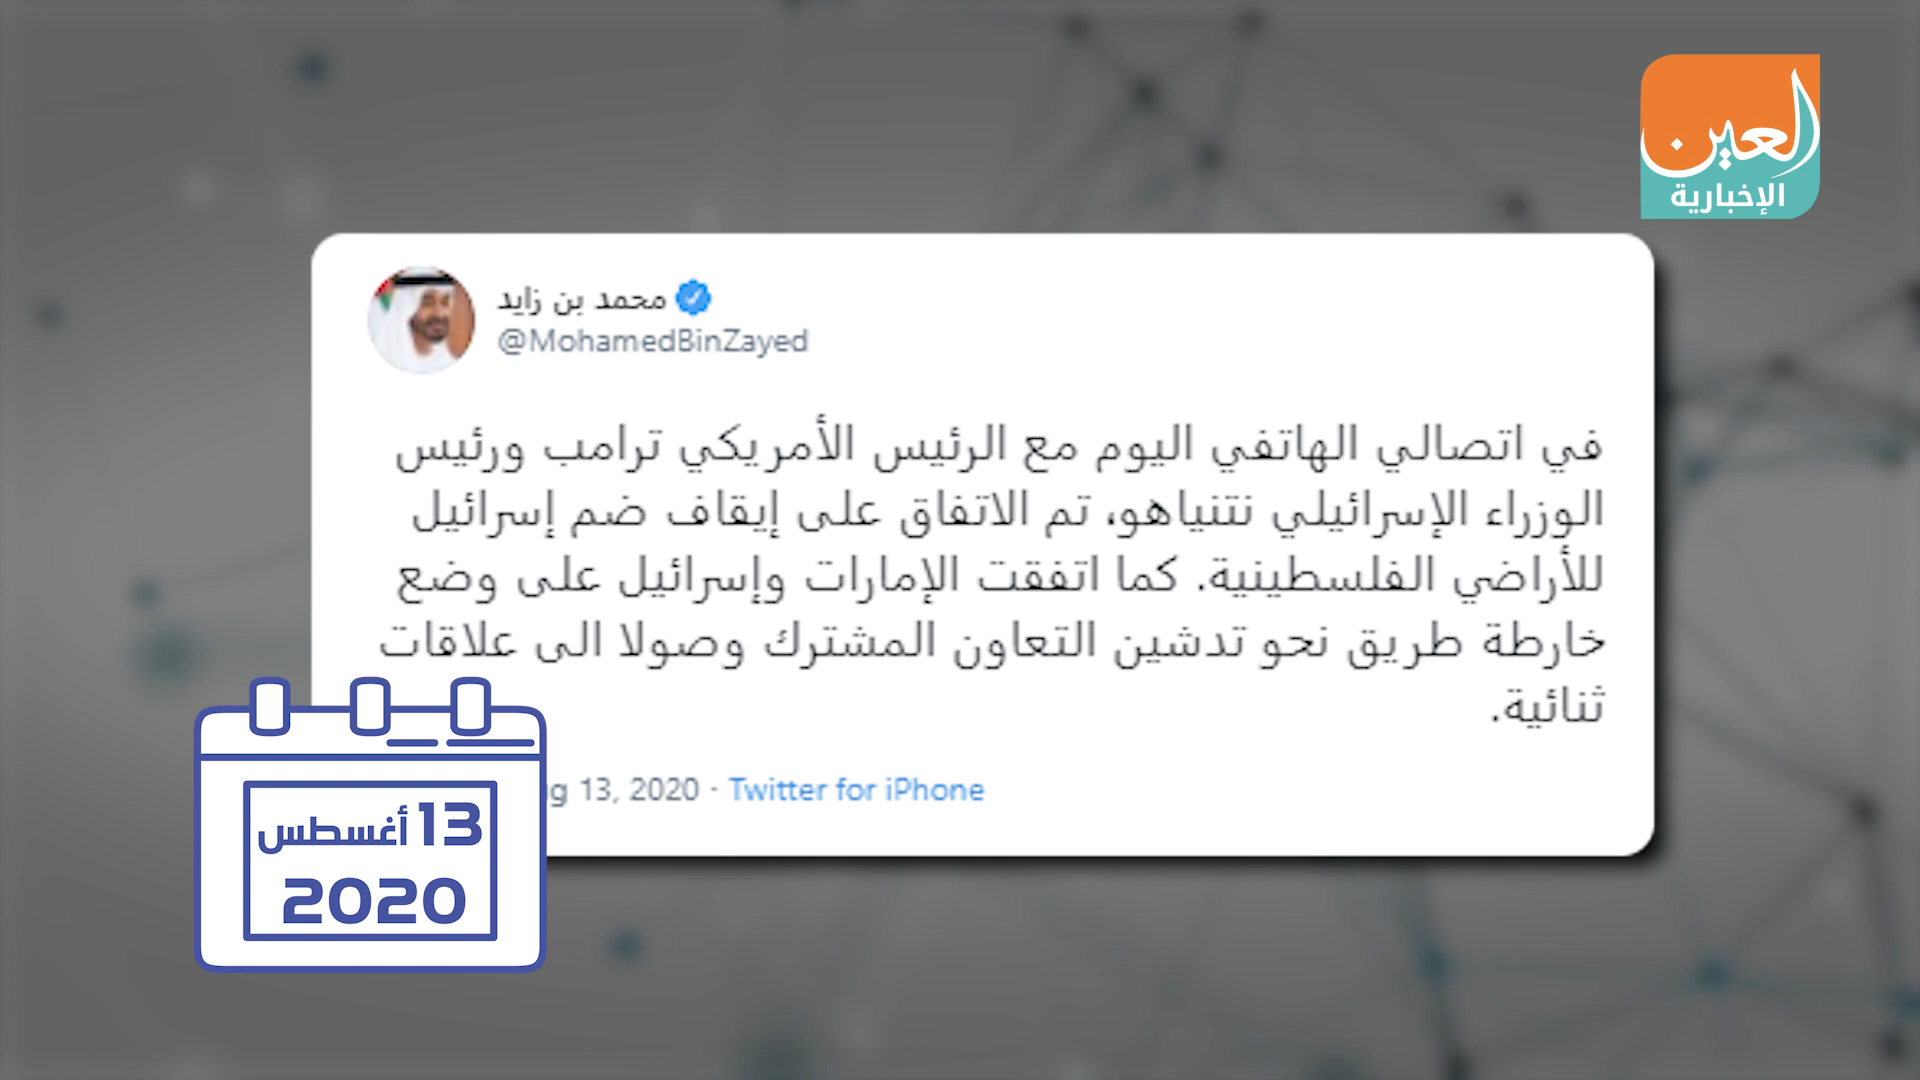 العين
الإخبارية
محمد بن زايد
@MohamedBinZayed
في اتصالي الهاتفي اليوم مع الرئيس الأمريكي ترامب ورئيس
الوزراء الإسرائيلي نتنياهو، تم الاتفاق على إيقاف ضم إسرائيل
للأراضي الفلسطينية. كما اتفقت الإمارات وإسرائيل على وضع
خارطة طريق نحو تدشين التعاون المشترك وصولا الى علاقات
ثنائية.
13, 2020 · Twitter for iPhone
13 أغسطس
2020